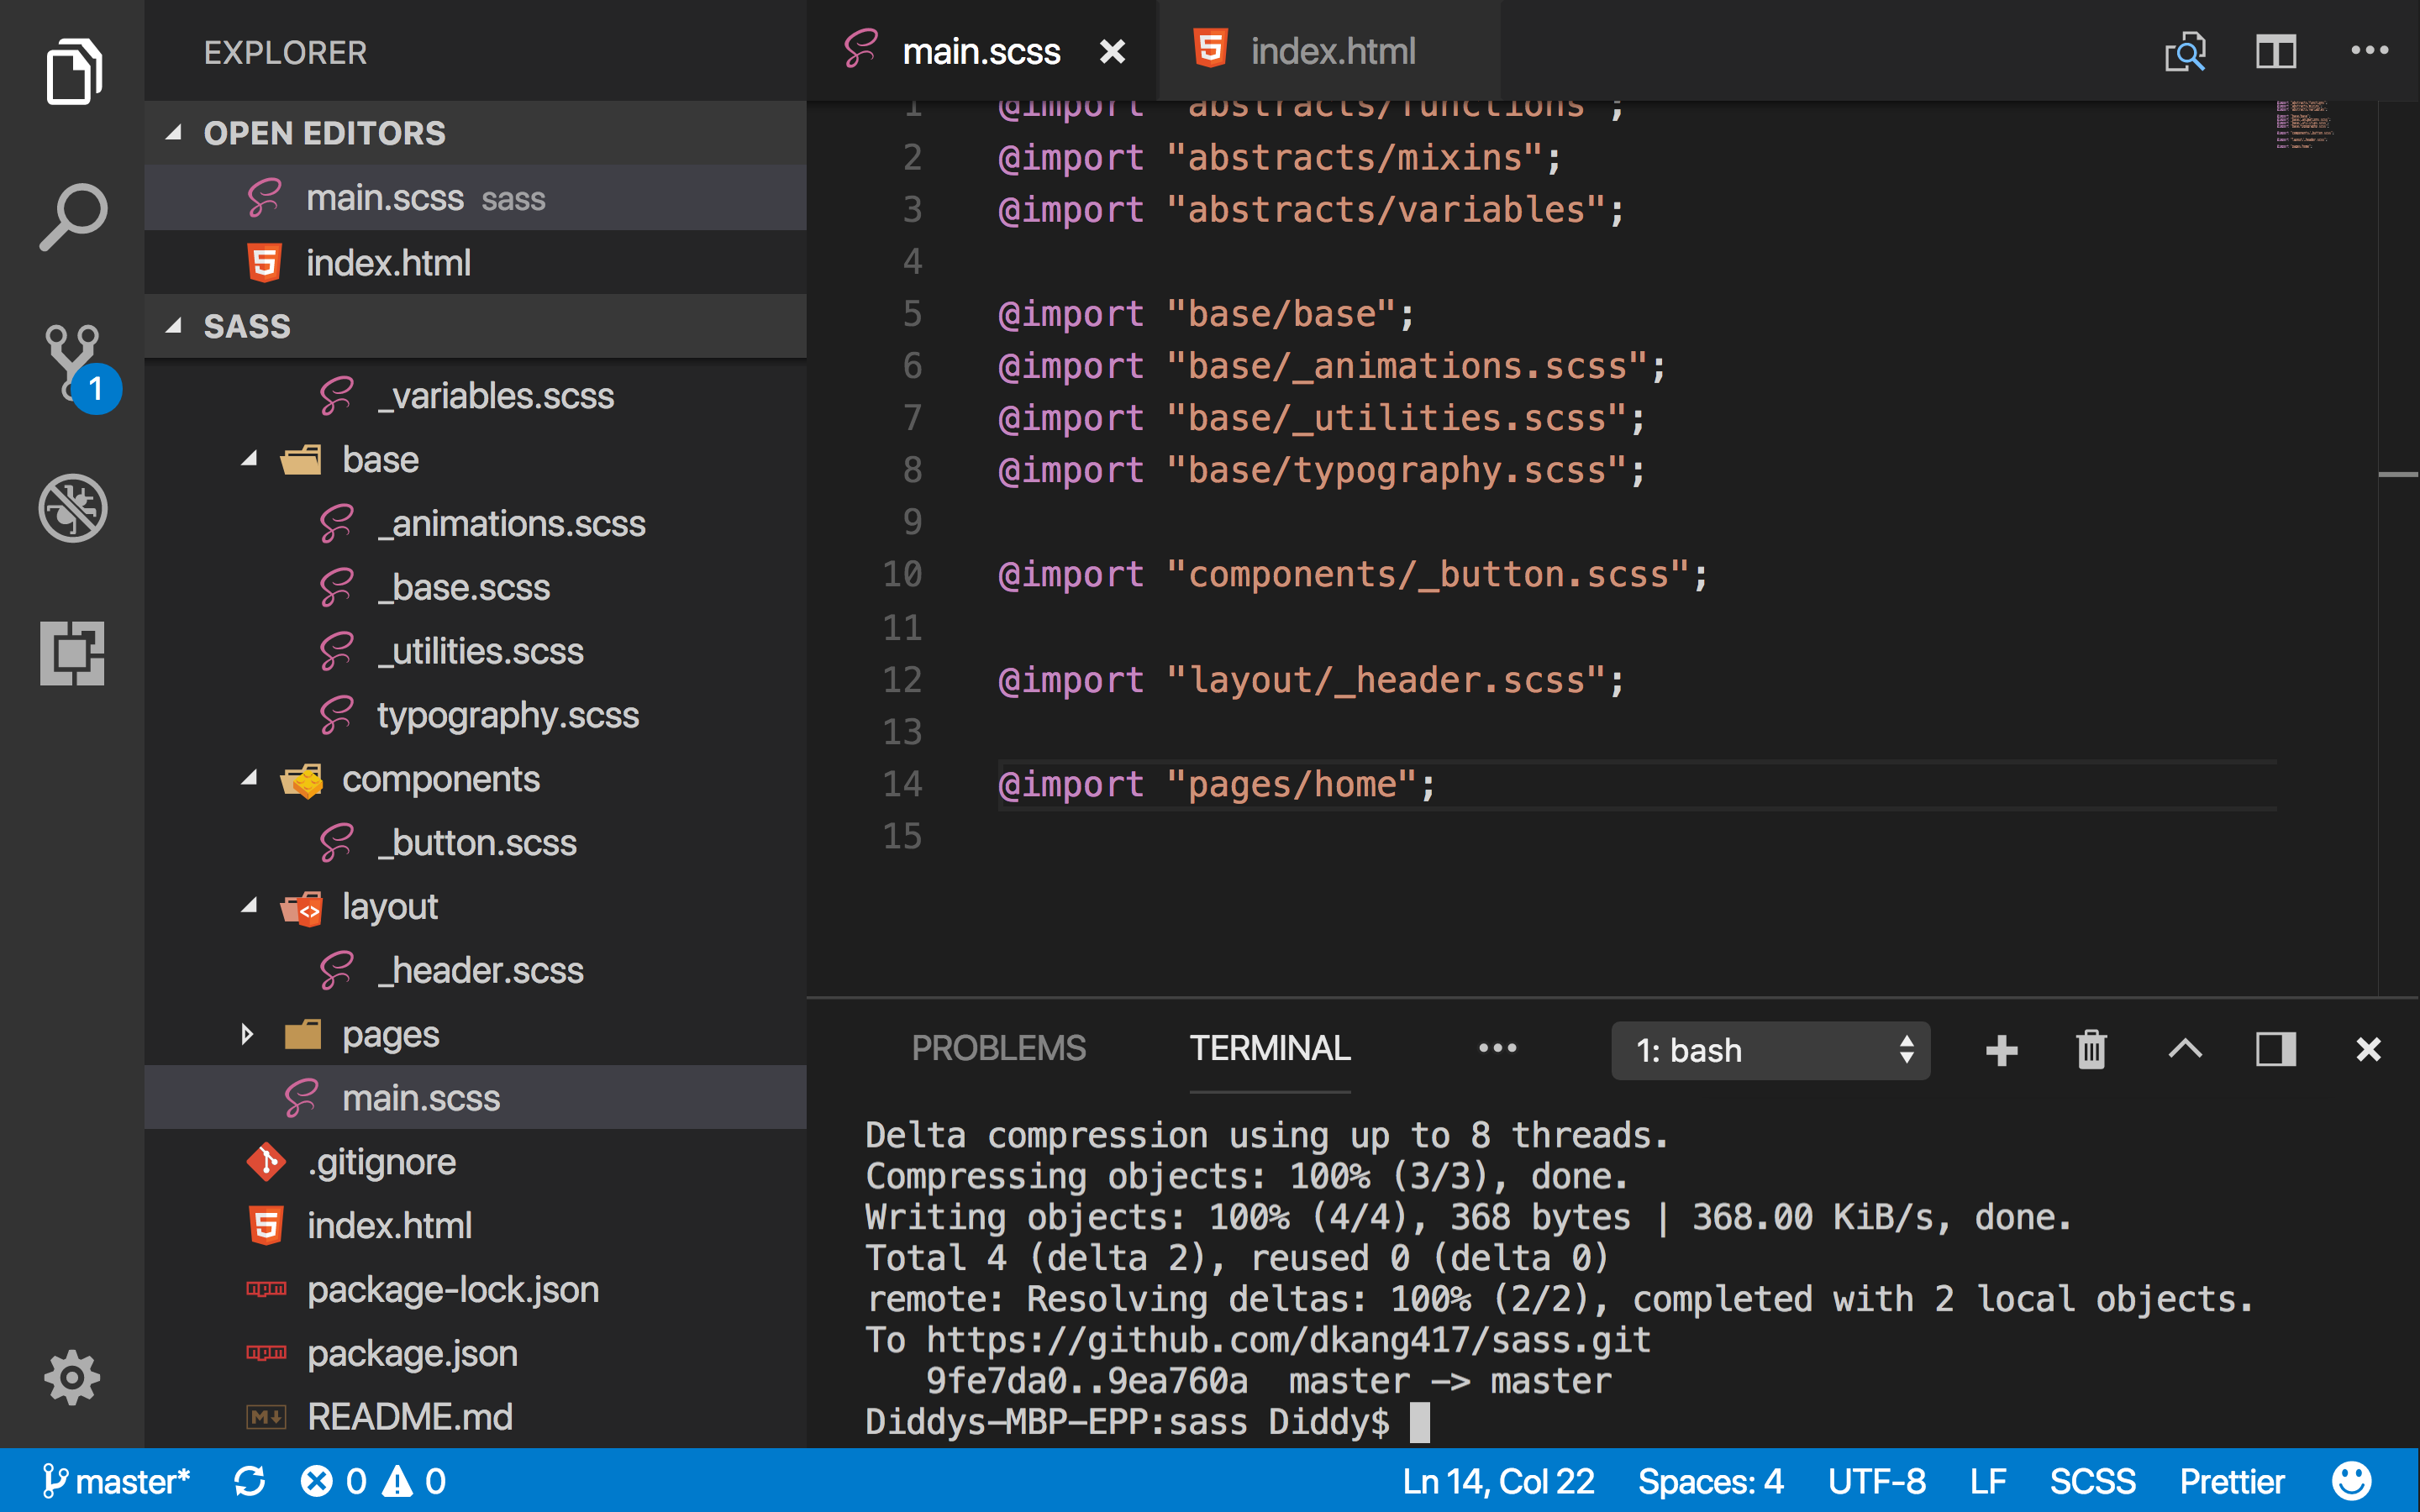 EXPLORER
OPEN EDITORS
main.scss sass
index.html
SASS
_variables.scss
base
_animations.scss
_base.scss
_utilities.scss
typography.scss
components
_button.scss
layout
_header.scss
pages
main.scss
.gitignore
index.html
package-lock.json
package.json
README.md
1
main.scss
index.html
1 @import "abstracts/functions";
2 @import "abstracts/mixins";
3 @import "abstracts/variables";
4
5 @import "base/base";
6 @import "base/_animations.scss";
7 @import "base/_utilities.scss";
8 @import "base/typography.scss";
9
10 @import "components/_button.scss";
11
12 @import "layout/_header.scss";
13
14 @import "pages/home";
15
PROBLEMS TERMINAL ••• 1: bash
Delta compression using up to 8 threads.
Compressing objects: 100% (3/3), done.
Writing objects: 100% (4/4), 368 bytes | 368.00 KiB/s, done.
Total 4 (delta 2), reused 0 (delta 0)
remote: Resolving deltas: 100% (2/2), completed with 2 local objects.
To https://github.com/dkang417/sass.git
   9fe7da0..9ea760a  master -> master
Diddys-MBP-EPP:sass Diddy$
master* 0 0 Ln 14, Col 22 Spaces: 4 UTF-8 LF SCSS Prettier